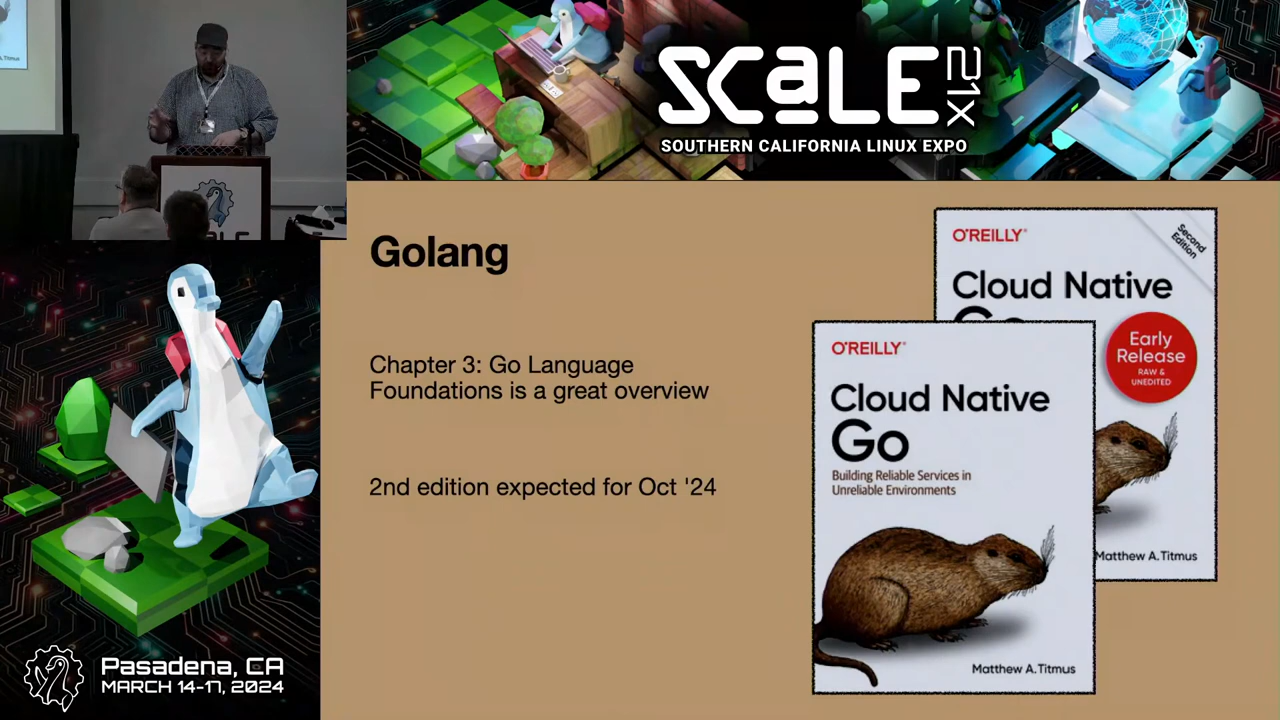 SCaLE 21X
SOUTHERN CALIFORNIA LINUX EXPO
Golang
Chapter 3: Go Language
Foundations is a great overview
2nd edition expected for Oct '24
O'REILLY®
Second
Edition
Cloud Native
Go
Early
Release
RAW &
UNEDITED
Matthew A. Titmus
O'REILLY®
Cloud Native
Go
Building Reliable Services in
Unreliable Environments
Matthew A. Titmus
Pasadena, CA
MARCH 14-17, 2024